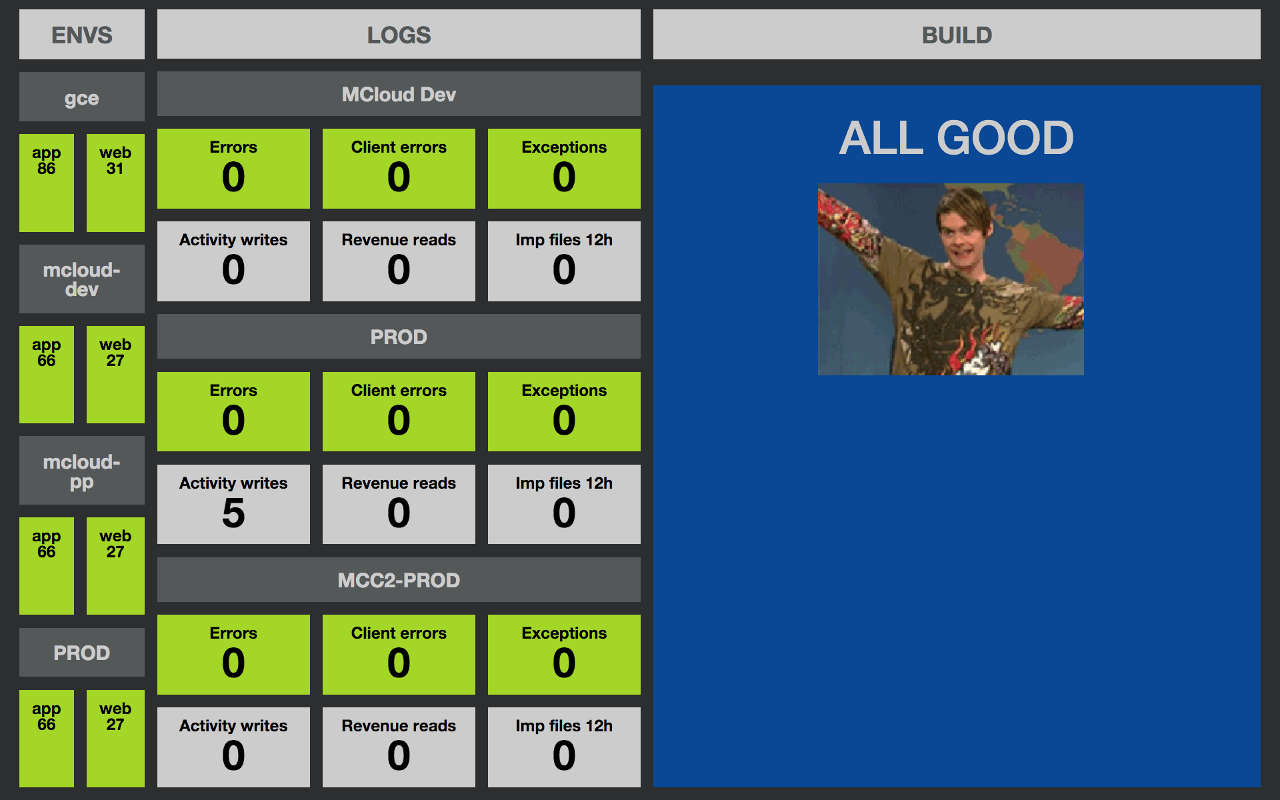 ENVS
LOGS
BUILD
gce
app
86
web
31
mcloud-
dev
app
66
web
27
mcloud-
pp
app
66
web
27
PROD
app
66
web
27
MCloud Dev
Errors
0
Client errors
0
Exceptions
0
Activity writes
0
Revenue reads
0
Imp files 12h
0
PROD
Errors
0
Client errors
0
Exceptions
0
Activity writes
5
Revenue reads
0
Imp files 12h
0
MCC2-PROD
Errors
0
Client errors
0
Exceptions
0
Activity writes
0
Revenue reads
0
Imp files 12h
0
ALL GOOD